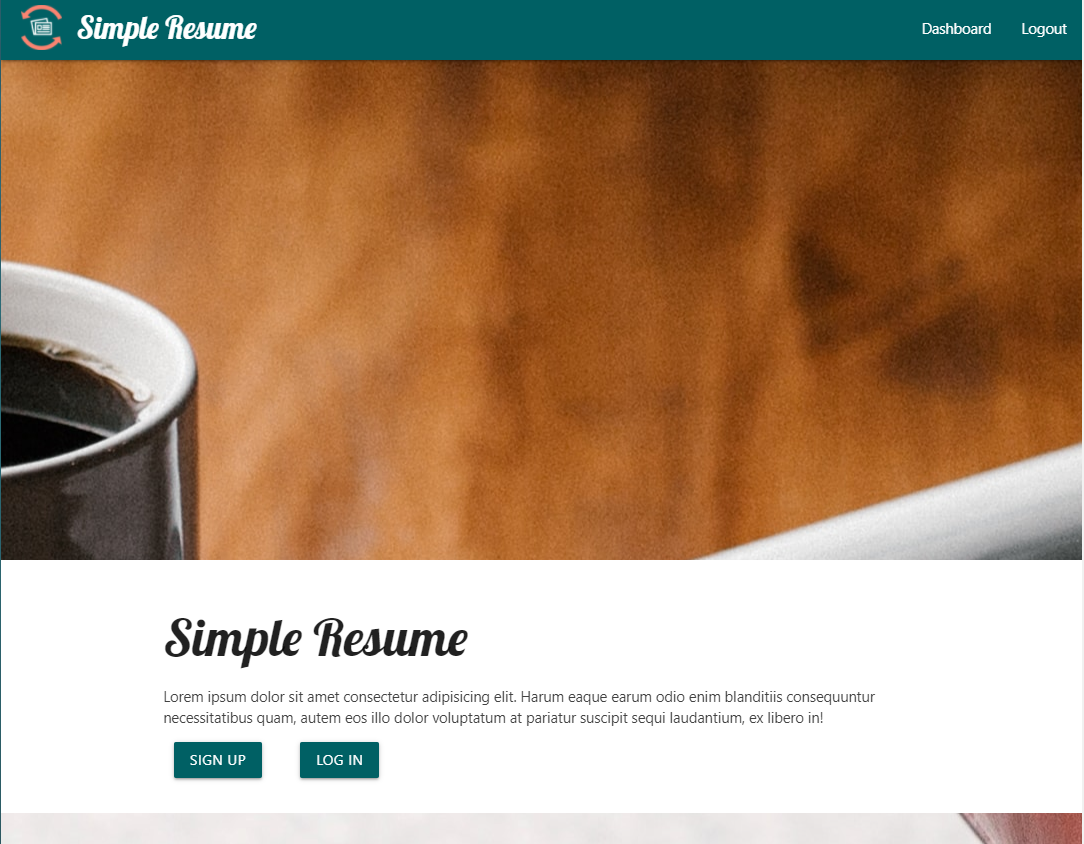 Simple Resume
Dashboard
Logout
Simple Resume
Lorem ipsum dolor sit amet consectetur adipisicing elit. Harum eaque earum odio enim blanditiis consequuntur
necessitatibus quam, autem eos illo dolor voluptatum at pariatur suscipit sequi laudantium, ex libero in!
SIGN UP
LOG IN